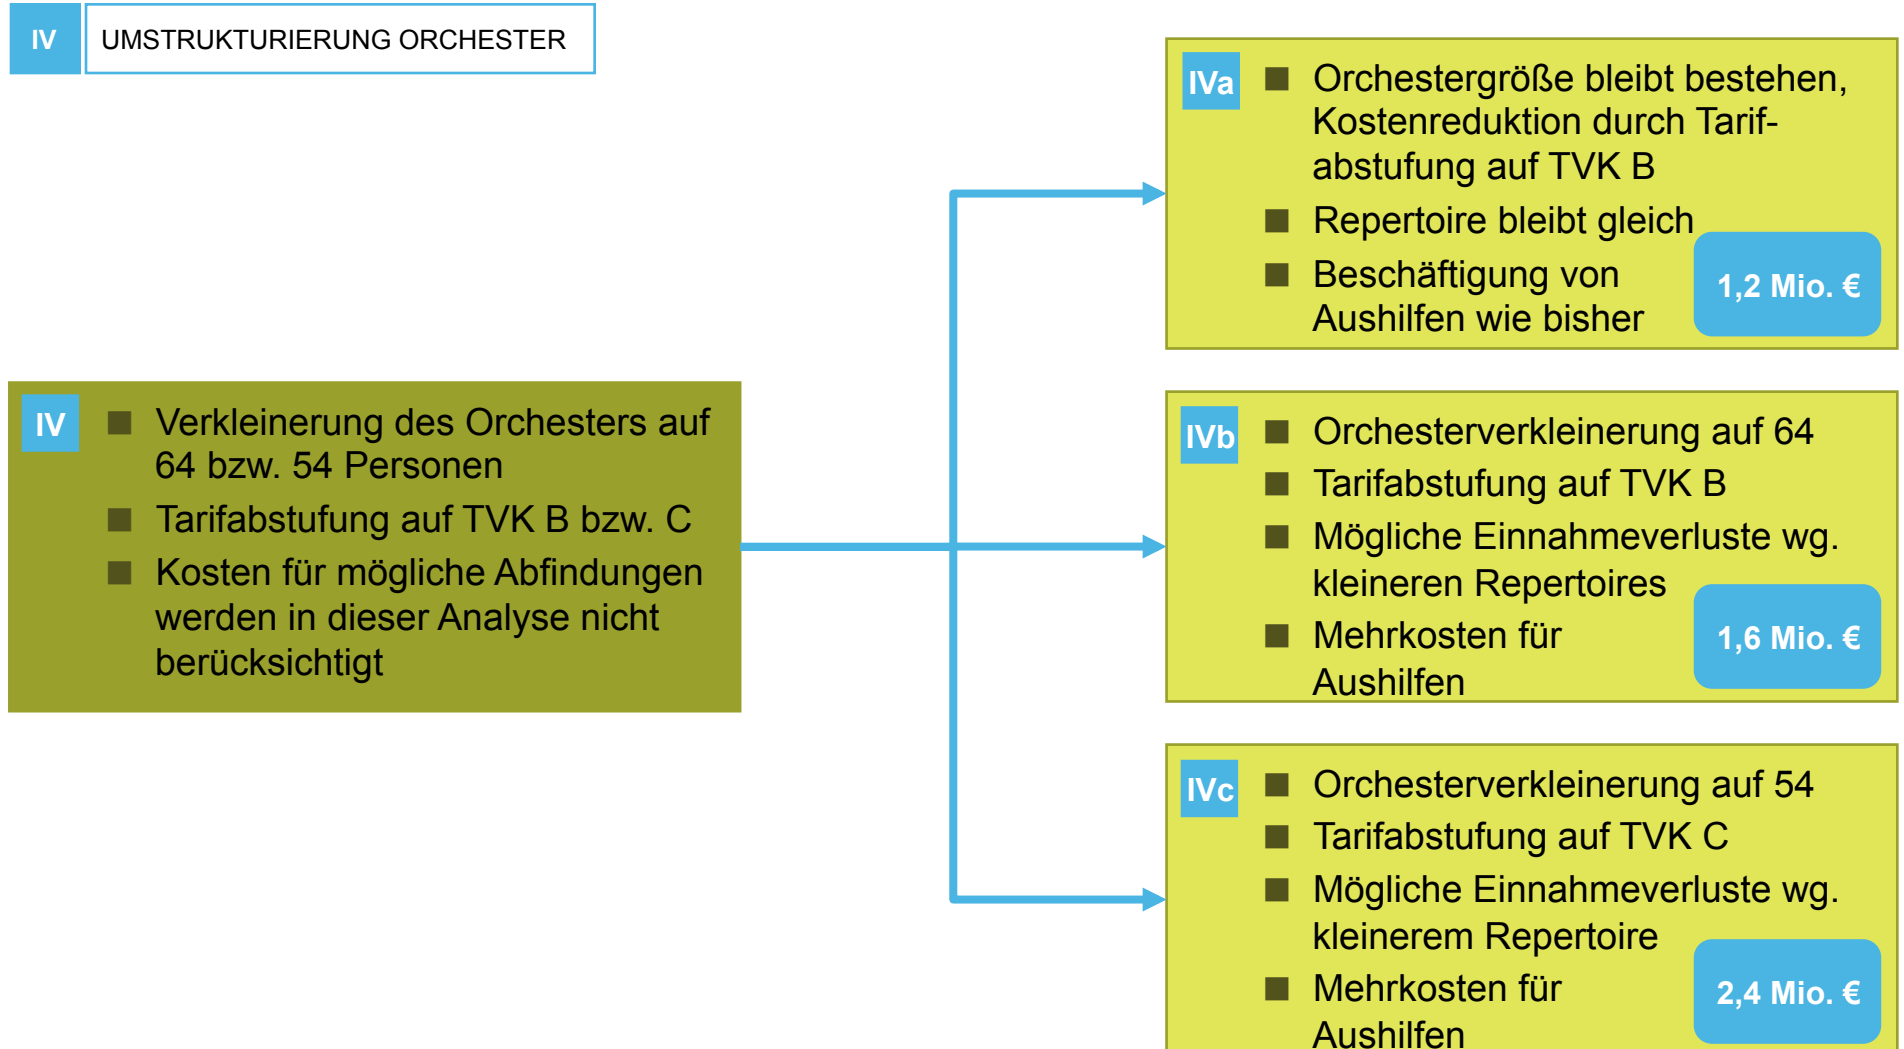 IV UMSTRUKTURIERUNG ORCHESTER
IV
■ Verkleinerung des Orchesters auf
64 bzw. 54 Personen
■ Tarifabstufung auf TVK B bzw. C
■ Kosten für mögliche Abfindungen
werden in dieser Analyse nicht
berücksichtigt
IVa
■ Orchestergröße bleibt bestehen,
Kostenreduktion durch Tarif-
abstufung auf TVK B
■ Repertoire bleibt gleich
■ Beschäftigung von
Aushilfen wie bisher
1,2 Mio. €
IVb
■ Orchesterverkleinerung auf 64
■ Tarifabstufung auf TVK B
■ Mögliche Einnahmeverluste wg.
kleineren Repertoires
■ Mehrkosten für
Aushilfen
1,6 Mio. €
IVc
■ Orchesterverkleinerung auf 54
■ Tarifabstufung auf TVK C
■ Mögliche Einnahmeverluste wg.
kleinerem Repertoire
■ Mehrkosten für
Aushilfen
2,4 Mio. €